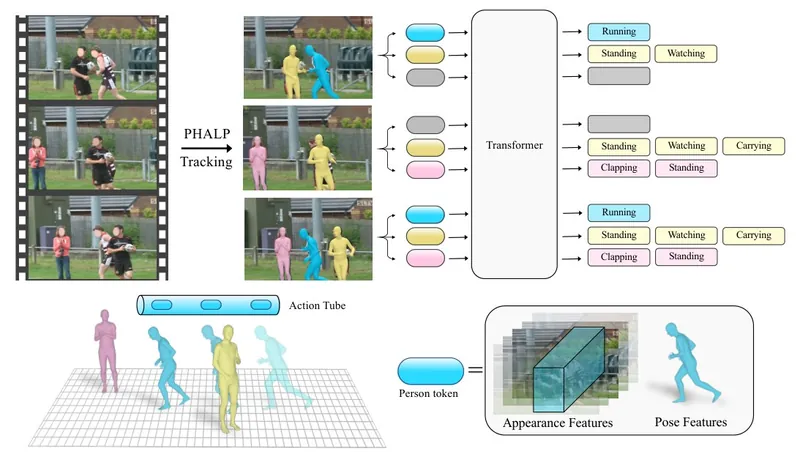 PHALP
Tracking
Transformer
Running
Standing Watching
Standing Watching Carrying
Clapping Standing
Running
Standing Watching Carrying
Clapping Standing
Action Tube
Person token
=
Appearance Features
Pose Features